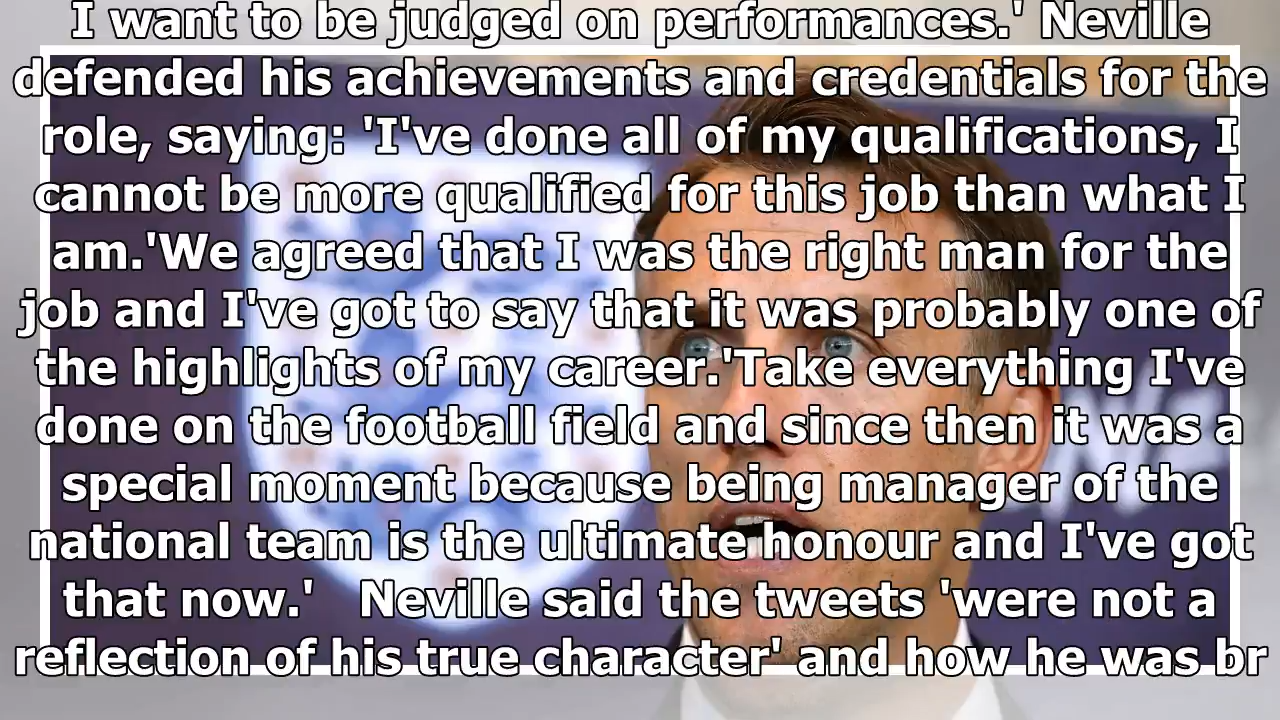 I want to be judged on performances.' Neville
defended his achievements and credentials for the
role, saying: 'I've done all of my qualifications, I
cannot be more qualified for this job than what I
am.'We agreed that I was the right man for the
job and I've got to say that it was probably one of
the highlights of my career.'Take everything I've
done on the football field and since then it was a
special moment because being manager of the
national team is the ultimate honour and I've got
that now.'   Neville said the tweets 'were not a
reflection of his true character' and how he was br